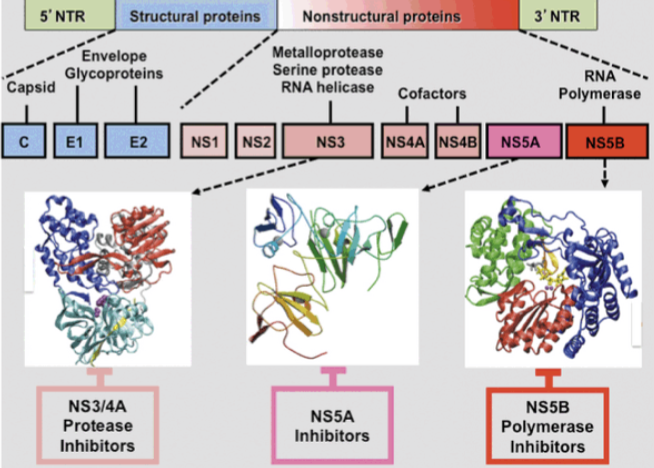 5' NTR
Structural proteins
Nonstructural proteins
3' NTR
Capsid
Envelope
Glycoproteins
Metalloprotease
Serine protease
RNA helicase
Cofactors
RNA
Polymerase
C
E1
E2
NS1
NS2
NS3
NS4A
NS4B
NS5A
NS5B
NS3/4A
Protease
Inhibitors
NS5A
Inhibitors
NS5B
Polymerase
Inhibitors